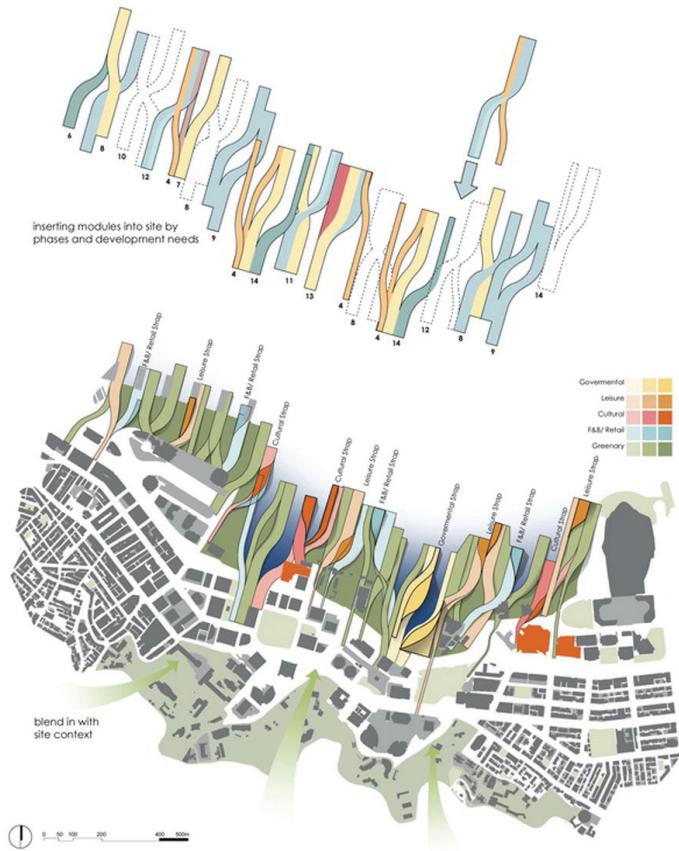 6
8
10
12
4
7
8
9
4
14
11
13
4
8
4
14
12
8
9
14
inserting modules into site by
phases and development needs
F&B/ Retail Strap
Leisure Strap
F&B/ Retail Strap
Cultural Strap
Cultural Strap
Leisure Strap
F&B/ Retail Strap
Governmental Strap
Leisure Strap
F&B/ Retail Strap
Cultural Strap
Leisure Strap
Govermental
Leisure
Cultural
F&B/ Retail
Greenary
blend in with
site context
0 50 100 200 400 500m